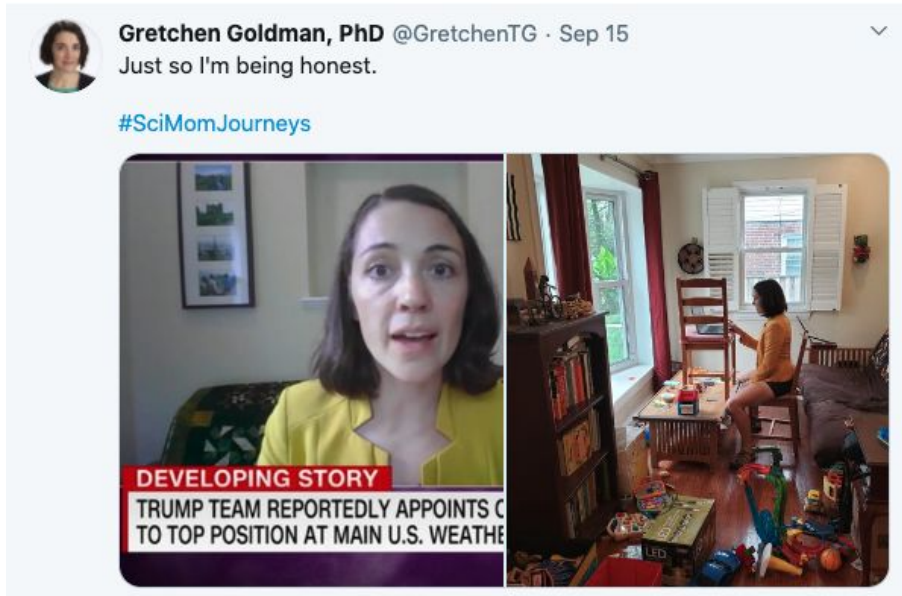 Gretchen Goldman, PhD @GretchenTG · Sep 15
Just so I'm being honest.
#SciMomJourneys
DEVELOPING STORY
TRUMP TEAM REPORTEDLY APPOINTS C
TO TOP POSITION AT MAIN U.S. WEATHE
LED